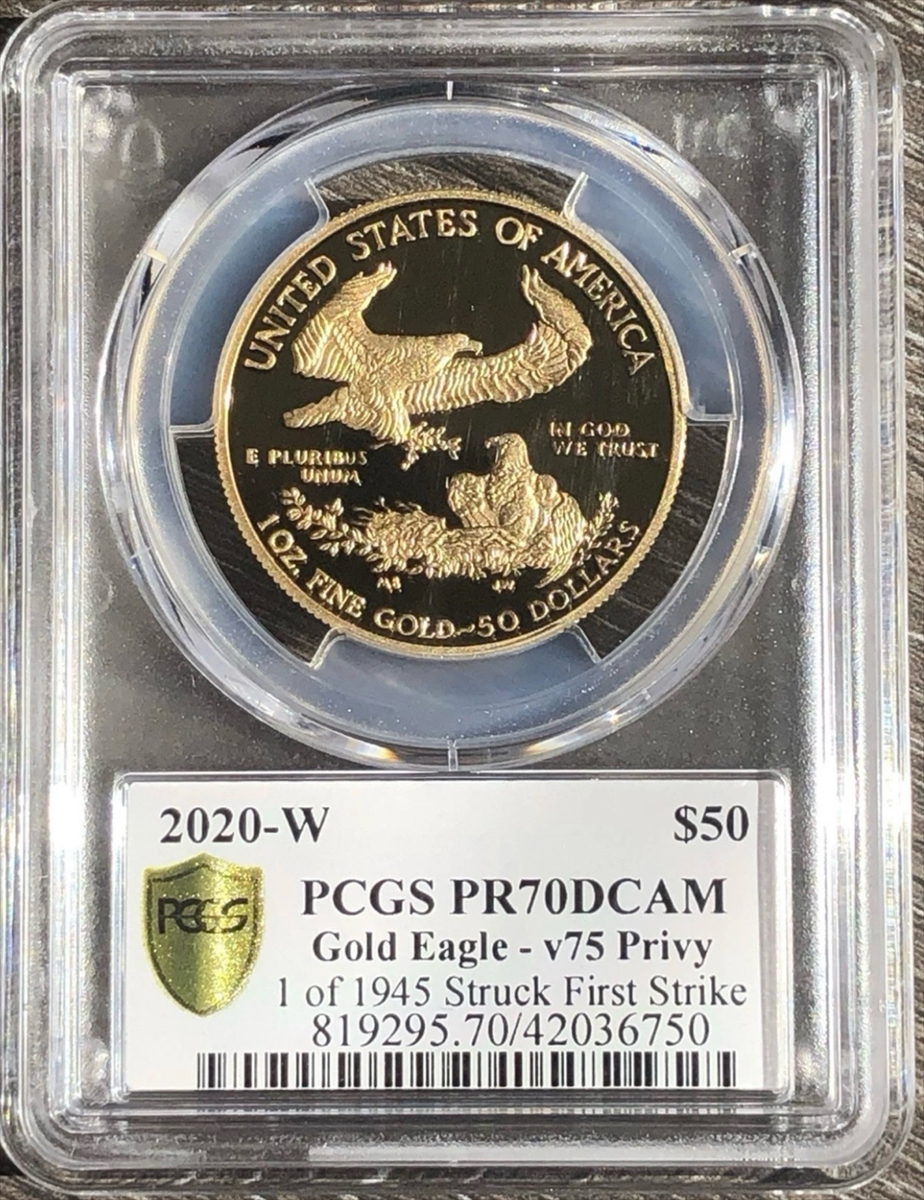 UNITED STATES OF AMERICA
IN GOD
WE TRUST
E PLURIBUS
UNUM
1 OZ. FINE GOLD~50 DOLLARS
2020-W $50
PCGS
PCGS PR70DCAM
Gold Eagle - v75 Privy
1 of 1945 Struck First Strike
819295.70/42036750